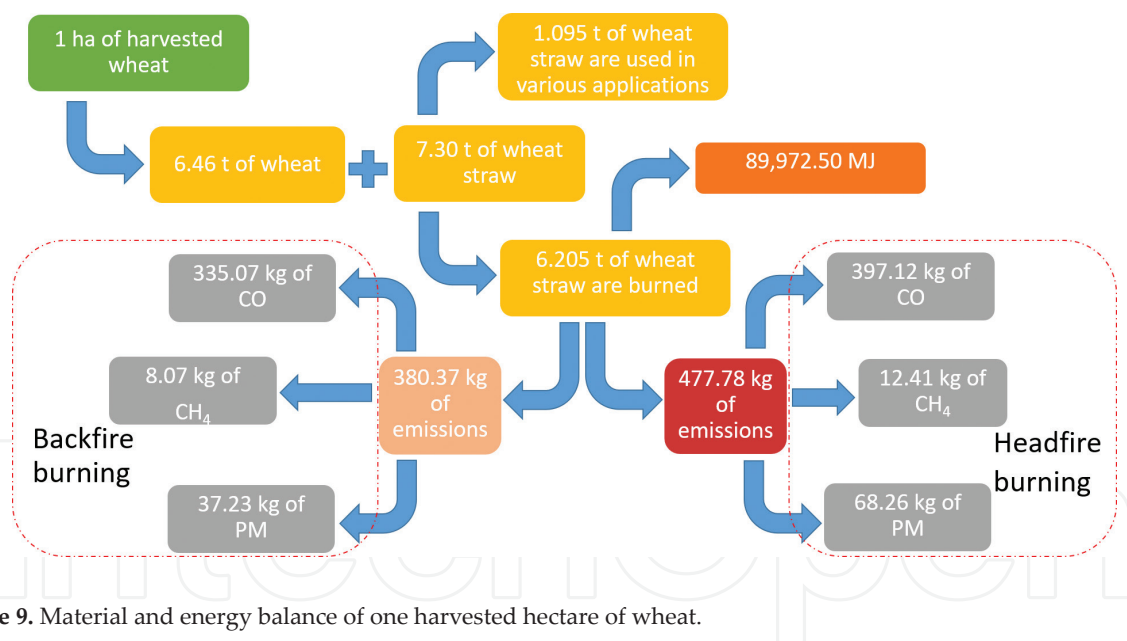 1 ha of harvested
wheat
1.095 t of wheat
straw are used in
various applications
6.46 t of wheat
7.30 t of wheat
straw
89,972.50 MJ
6.205 t of wheat
straw are burned
335.07 kg of
CO
397.12 kg of
CO
8.07 kg of
CH₄
380.37 kg
of
emissions
477.78 kg
of
emissions
12.41 kg of
CH₄
Backfire
burning
Headfire
burning
37.23 kg of
PM
68.26 kg of
PM
e 9. Material and energy balance of one harvested hectare of wheat.